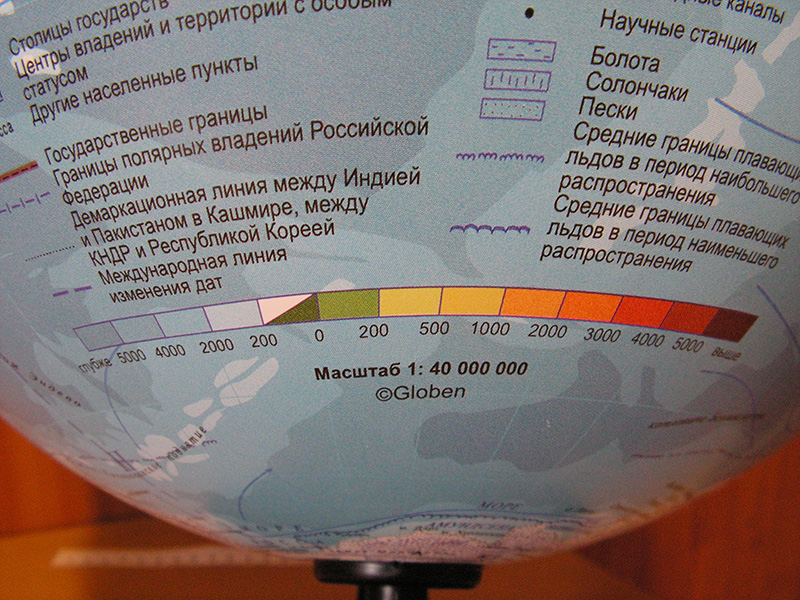 Столицы государств
Центры владений и территории с особым
статусом
Другие населенные пункты
Государственные границы
Границы полярных владений Российской
Федерации
Демаркационная линия между Индией
и Пакистаном в Кашмире, между
КНДР и Республикой Кореей
Международная линия
изменения дат
каналы
Научные станции
Болота
Солончаки
Пески
Средние границы плавающих
льдов в период наибольшего
распространения
Средние границы плавающих
льдов в период наименьшего
распространения
глубже 5000 4000 2000 200 0 200 500 1000 2000 3000 4000 5000 выше
Масштаб 1: 40 000 000
©Globen
МОРЕ